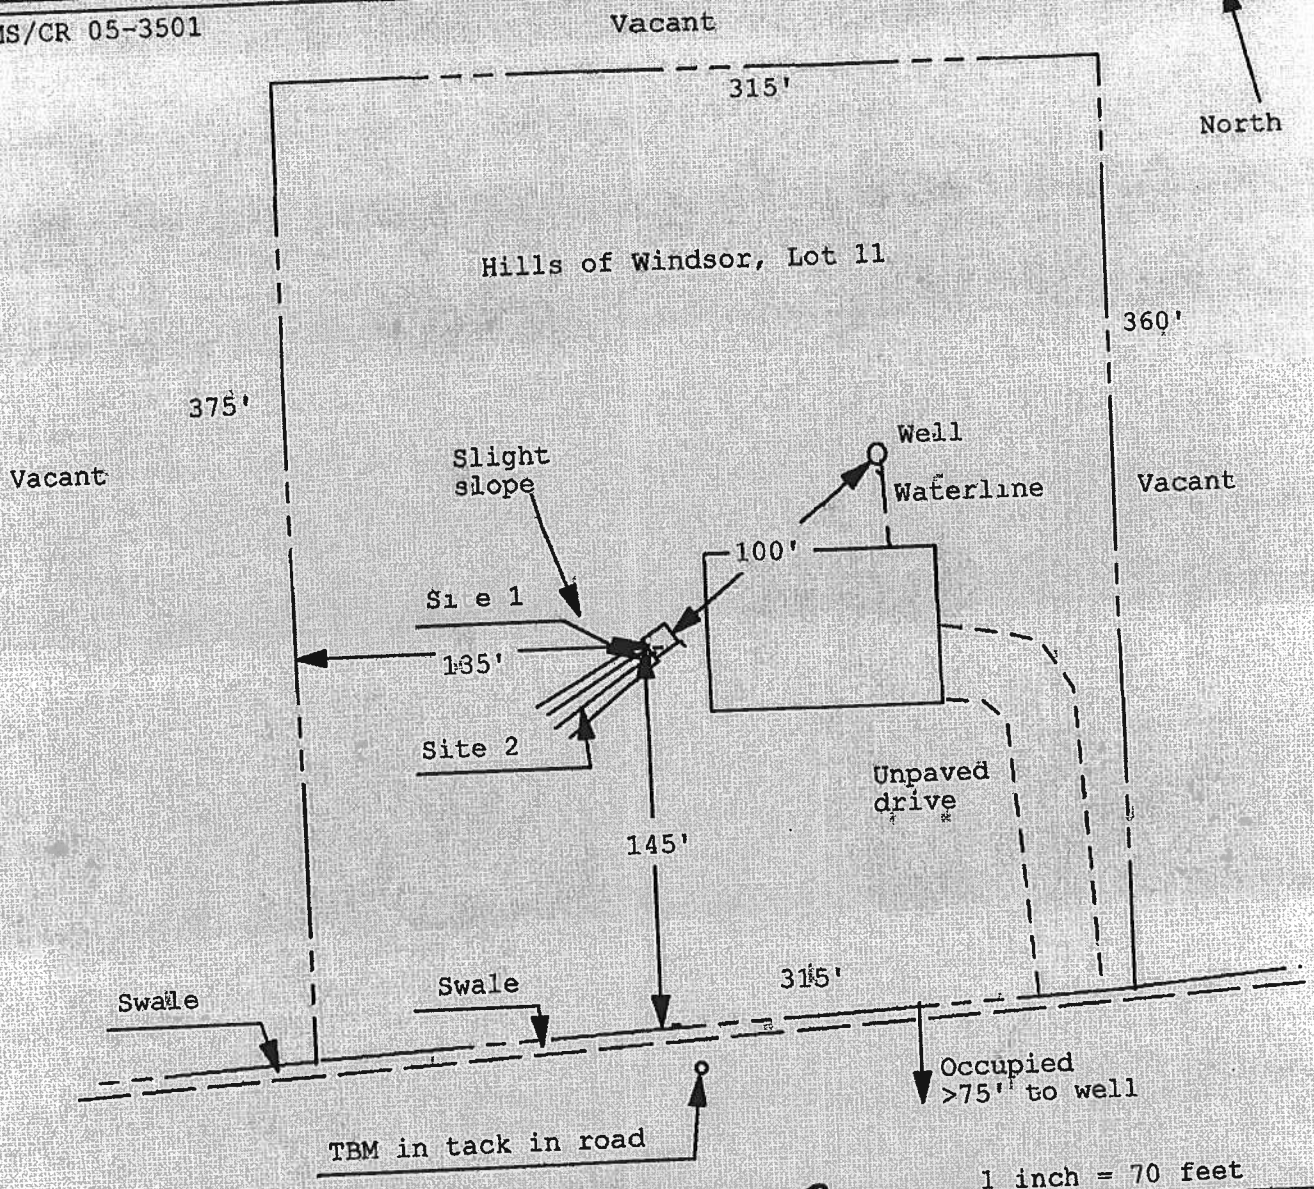 MS/CR 05-3501
Vacant
315'
North
Hills of Windsor, Lot 11
360'
375'
Well
Slight
slope
Vacant
Waterline
Vacant
100'
Si e 1
135'
Site 2
Unpaved
drive
145'
315'
Swale
Swale
Occupied
>75' to well
TBM in tack in road
1 inch = 70 feet